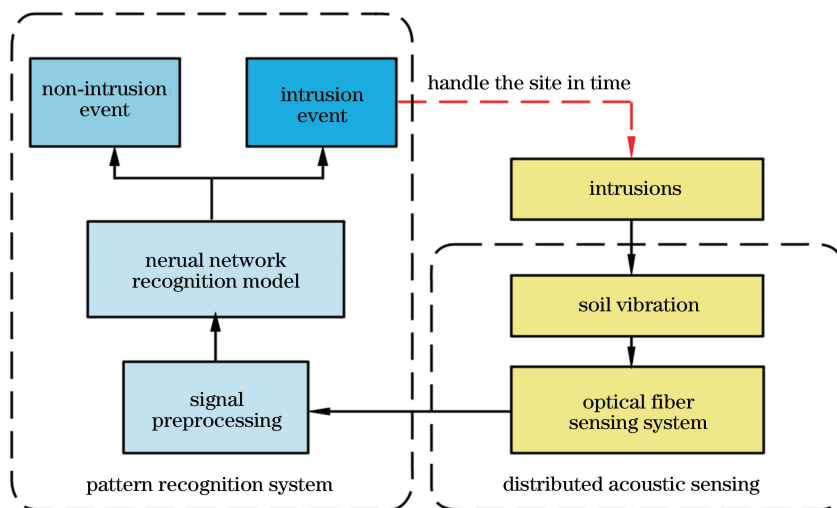 non-intrusion
event
intrusion
event
handle the site in time
intrusions
nerual network
recognition model
soil vibration
signal
preprocessing
optical fiber
sensing system
pattern recognition system
distributed acoustic sensing